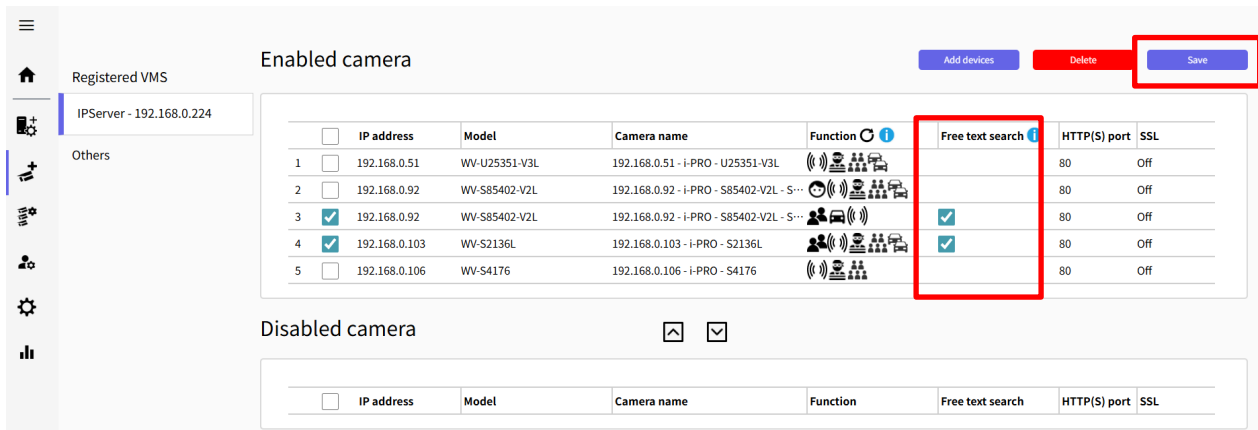 Enabled camera
Add devices
Delete
Save
Registered VMS
IPServer - 192.168.0.224
Others
IP address Model Camera name Function Free text search HTTP(S) port SSL
1 192.168.0.51 WV-U25351-V3L 192.168.0.51 - i-PRO - U25351-V3L 80 Off
2 192.168.0.92 WV-S85402-V2L 192.168.0.92 - i-PRO - S85402-V2L - S··· 80 Off
3 192.168.0.92 WV-S85402-V2L 192.168.0.92 - i-PRO - S85402-V2L - S··· 80 Off
4 192.168.0.103 WV-S2136L 192.168.0.103 - i-PRO - S2136L 80 Off
5 192.168.0.106 WV-S4176 192.168.0.106 - i-PRO - S4176 80 Off
Disabled camera
IP address Model Camera name Function Free text search HTTP(S) port SSL